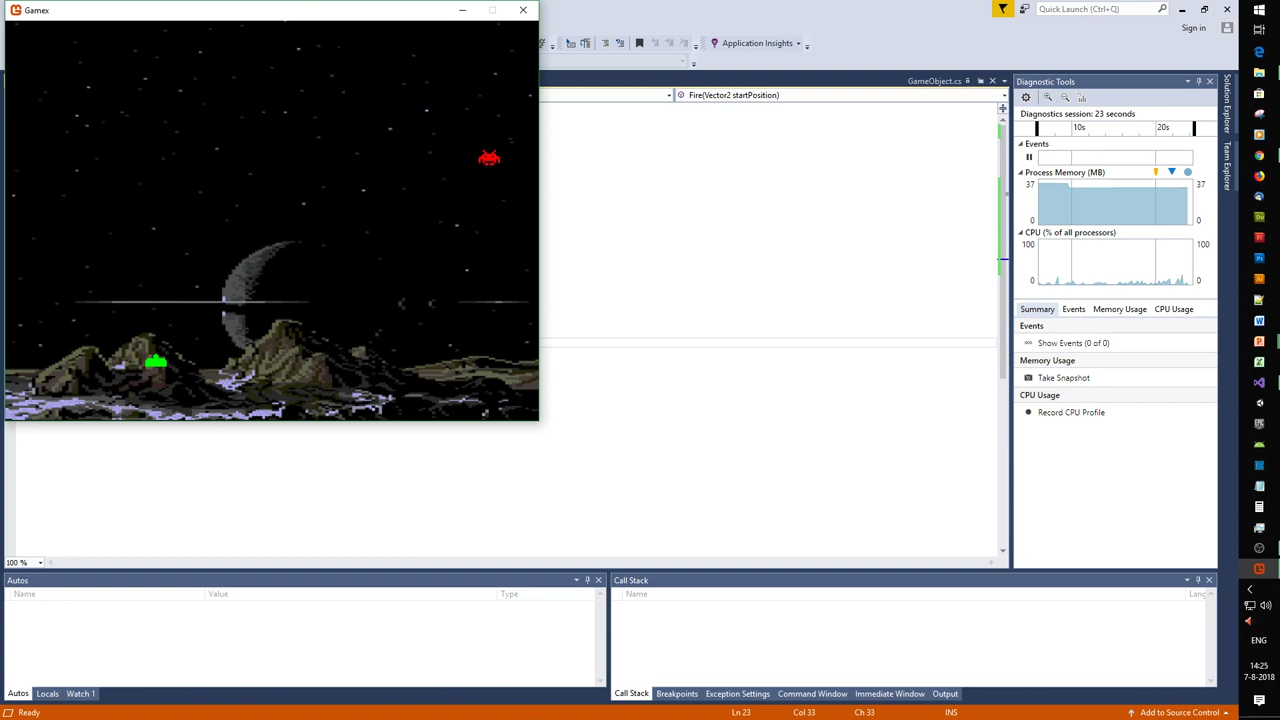 Gamex
Quick Launch (Ctrl+Q)
Sign in
Application Insights
GameObject.cs
Diagnostic Tools
Fire(Vector2 startPosition)
Diagnostics session: 23 seconds
10s
20s
Events
Process Memory (MB)
37
37
0
0
CPU (% of all processors)
100
100
0
0
Summary
Events
Memory Usage
CPU Usage
Events
Show Events (0 of 0)
Memory Usage
Take Snapshot
CPU Usage
Record CPU Profile
Solution Explorer
Team Explorer
100 %
Autos
Name
Value
Type
Call Stack
Name
Lang
Autos
Locals
Watch 1
Call Stack
Breakpoints
Exception Settings
Command Window
Immediate Window
Output
Ready
Ln 23
Col 33
Ch 33
INS
Add to Source Control
ENG
14:25
7-8-2018